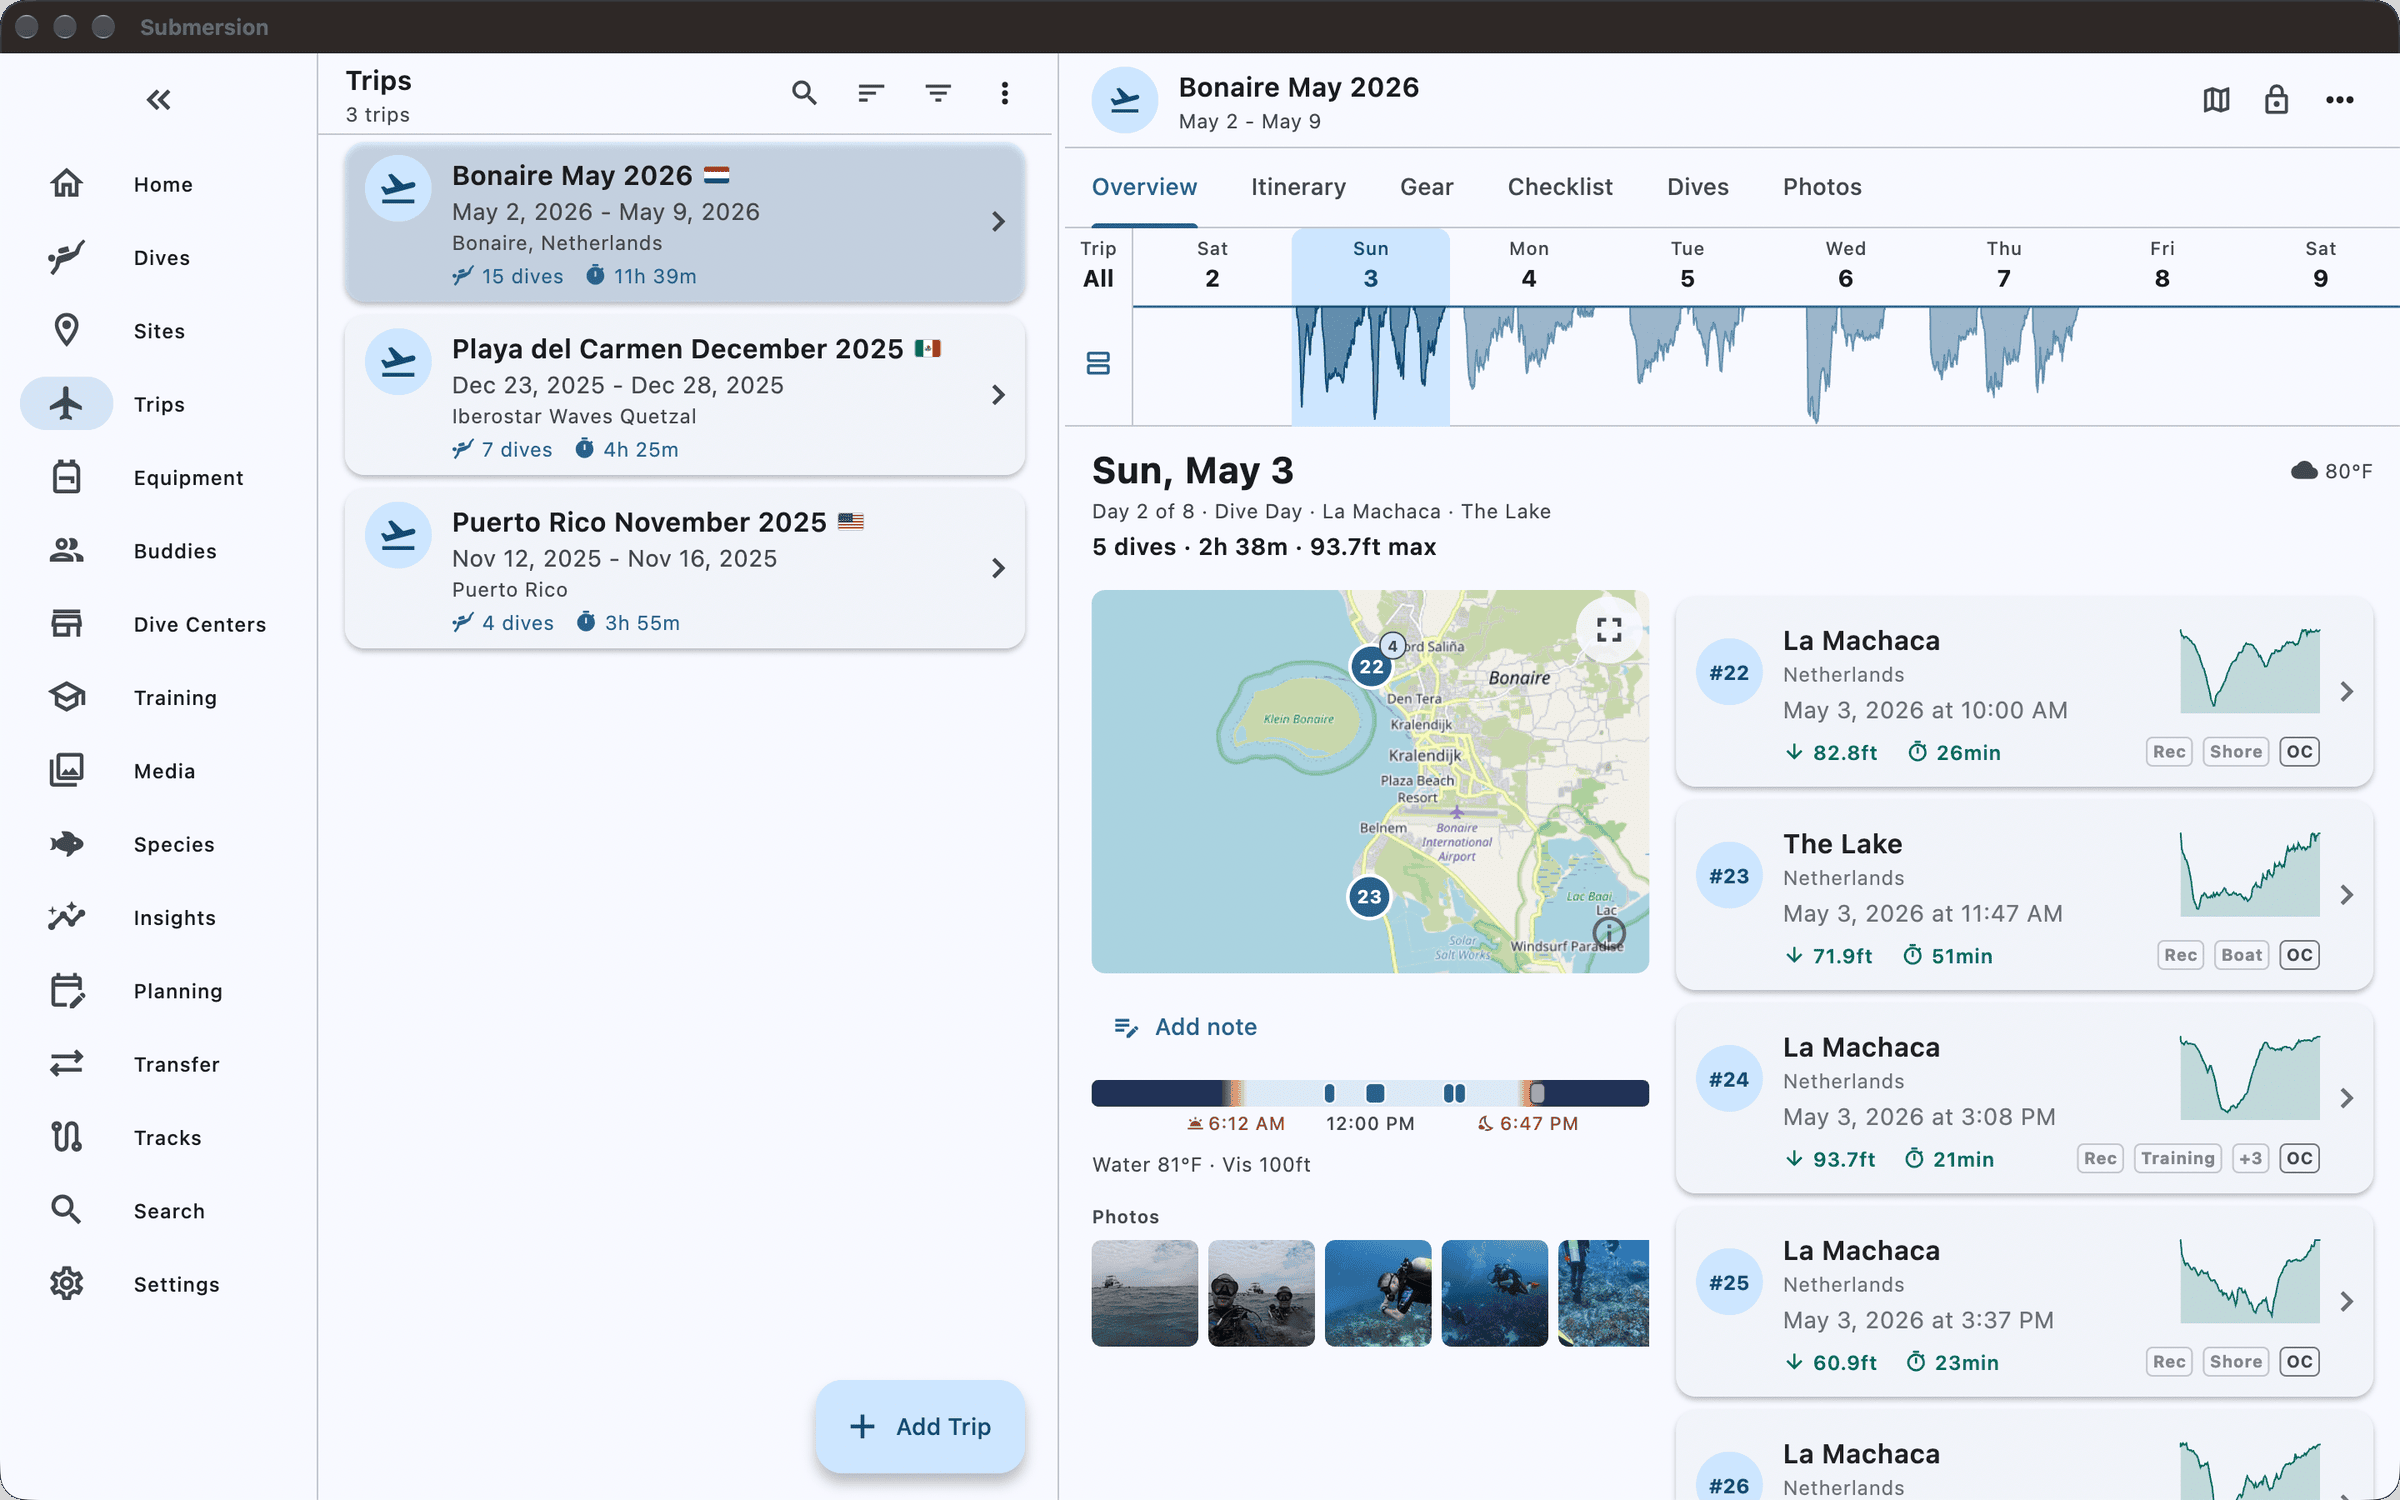 Submersion
Home
Dives
Sites
Trips
Equipment
Buddies
Dive Centers
Training
Media
Species
Insights
Planning
Transfer
Tracks
Search
Settings
Trips
3 trips
Bonaire May 2026
May 2, 2026 - May 9, 2026
Bonaire, Netherlands
15 dives 11h 39m
Playa del Carmen December 2025
Dec 23, 2025 - Dec 28, 2025
Iberostar Waves Quetzal
7 dives 4h 25m
Puerto Rico November 2025
Nov 12, 2025 - Nov 16, 2025
Puerto Rico
4 dives 3h 55m
Add Trip
Bonaire May 2026
May 2 - May 9
Overview Itinerary Gear Checklist Dives Photos
Trip Sat Sun Mon Tue Wed Thu Fri Sat
All 2 3 4 5 6 7 8 9
Sun, May 3
80°F
Day 2 of 8 · Dive Day · La Machaca · The Lake
5 dives · 2h 38m · 93.7ft max
4
22
ord Saliña
Bonaire
Den Tera
Klein Bonaire
Kralendijk
Kralendijk
Plaza Beach
Resort
Belnem
Bonaire
International
Airport
23
Lac Baai
Lac
Solar
Salt Works
Windsurf Paradise
Add note
6:12 AM 12:00 PM 6:47 PM
Water 81°F · Vis 100ft
Photos
#22
La Machaca
Netherlands
May 3, 2026 at 10:00 AM
82.8ft 26min
Rec Shore OC
#23
The Lake
Netherlands
May 3, 2026 at 11:47 AM
71.9ft 51min
Rec Boat OC
#24
La Machaca
Netherlands
May 3, 2026 at 3:08 PM
93.7ft 21min
Rec Training +3 OC
#25
La Machaca
Netherlands
May 3, 2026 at 3:37 PM
60.9ft 23min
Rec Shore OC
#26
La Machaca
Netherlands